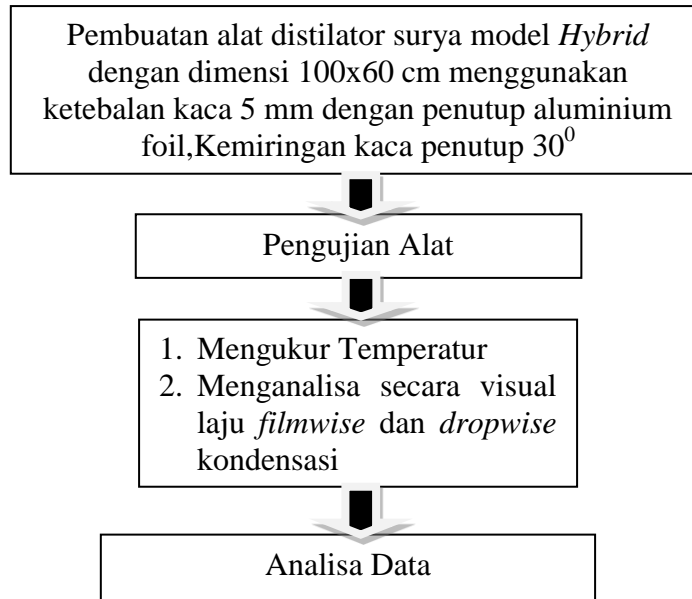 Pembuatan alat distilator surya model Hybrid
dengan dimensi 100x60 cm menggunakan
ketebalan kaca 5 mm dengan penutup aluminium
foil,Kemiringan kaca penutup 30⁰
Pengujian Alat
1. Mengukur Temperatur
2. Menganalisa secara visual
laju filmwise dan dropwise
kondensasi
Analisa Data